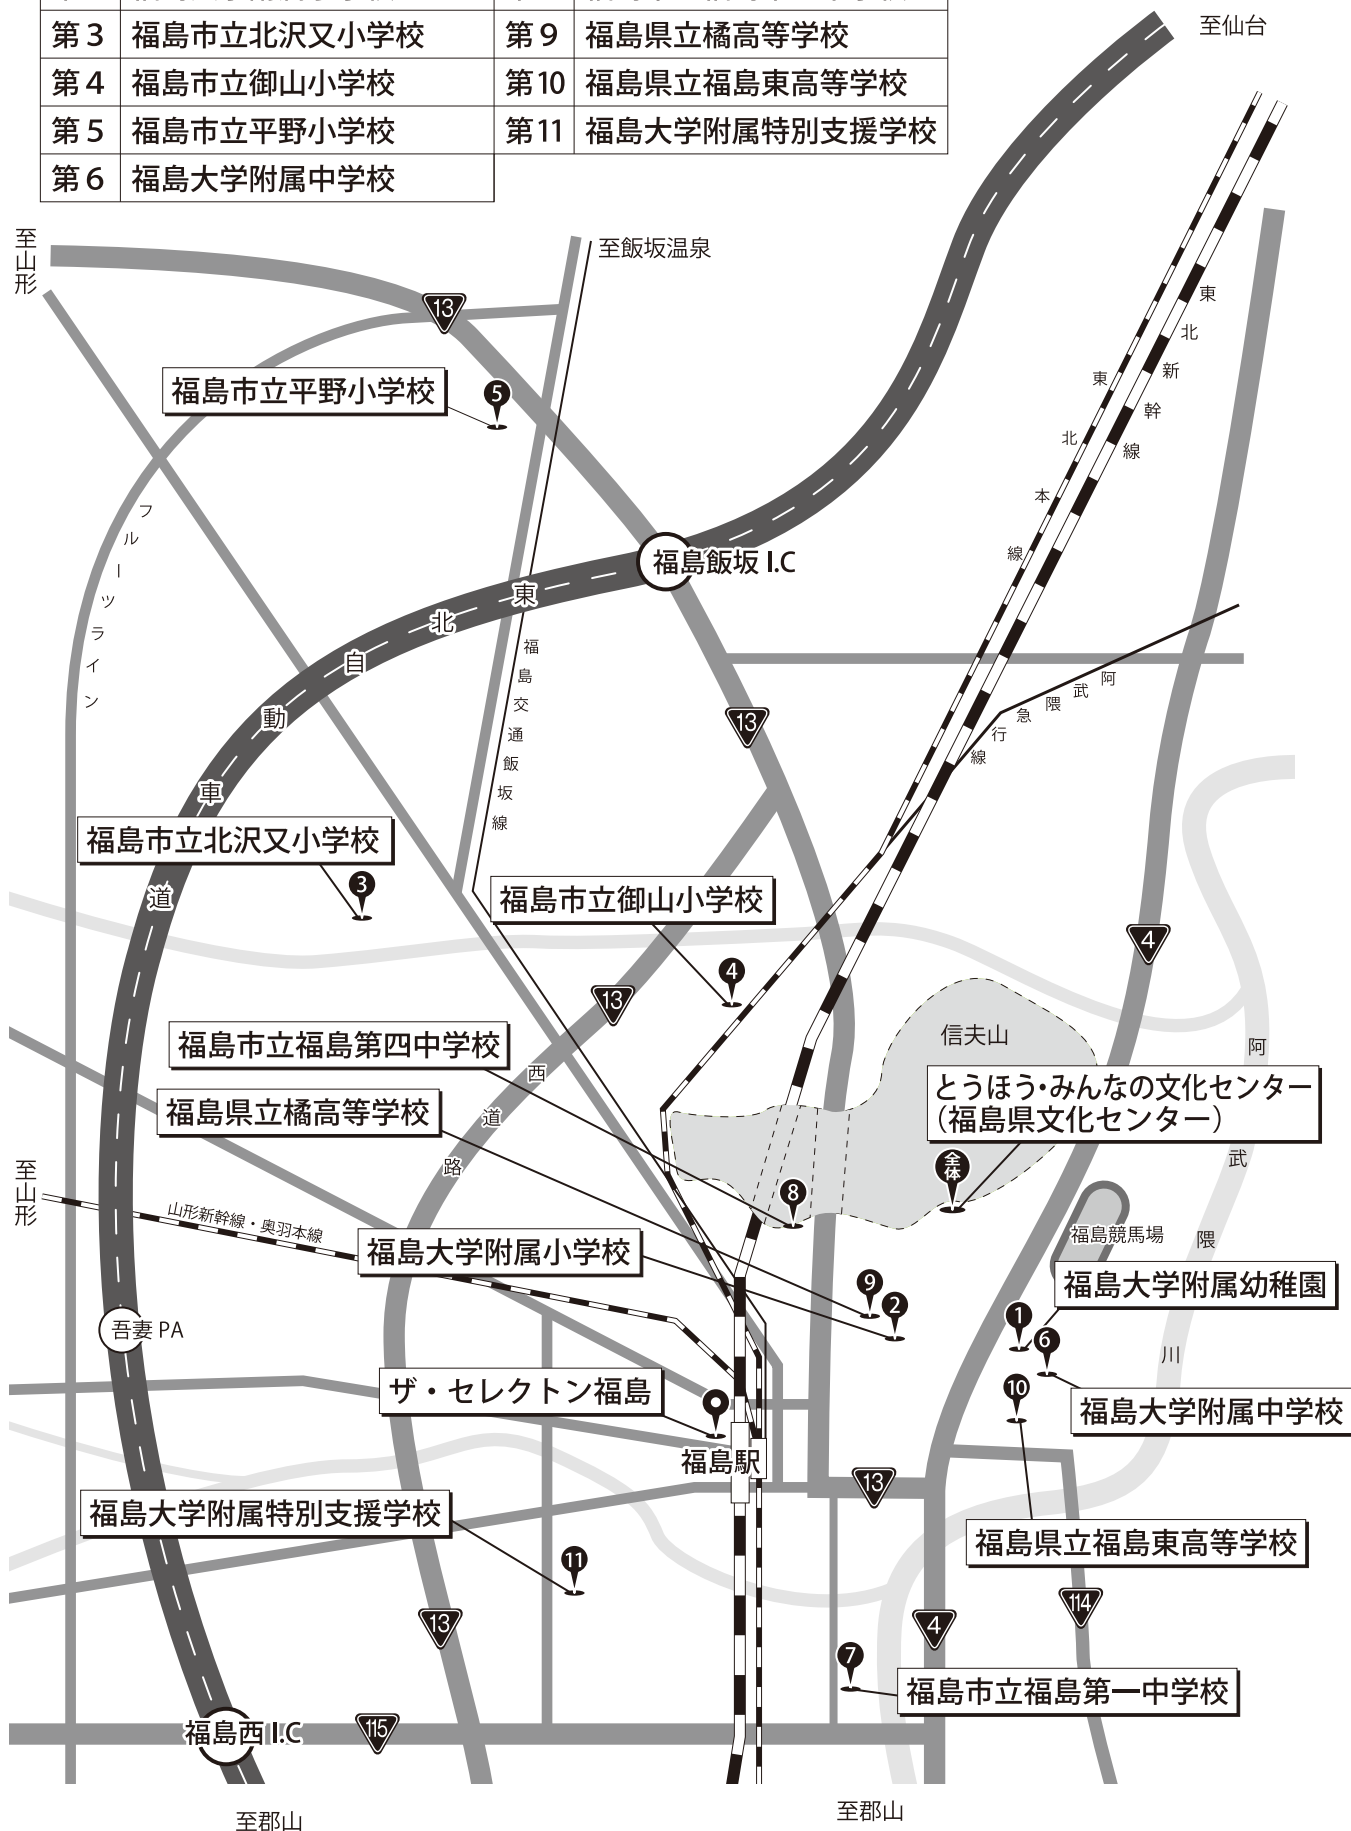 第3 福島市立北沢又小学校 第9 福島県立橘高等学校
第4 福島市立御山小学校 第10 福島県立福島東高等学校
第5 福島市立平野小学校 第11 福島大学附属特別支援学校
第6 福島大学附属中学校
至仙台
至山形
至飯坂温泉
13
東北新幹線
東北本線
福島市立平野小学校
5
フルーツライン
福島飯坂 I.C
東北自動車道
福島交通飯坂線
阿武隈急行線
13
福島市立北沢又小学校
3
福島市立御山小学校
4
4
13
信夫山
福島市立福島第四中学校
西道路
阿武隈川
とうほう・みんなの文化センター
（福島県文化センター）
福島県立橘高等学校
全体
至山形
8
山形新幹線・奥羽本線
福島競馬場
福島大学附属小学校
福島大学附属幼稚園
9
2
1
6
吾妻 PA
ザ・セレクトン福島
10
福島大学附属中学校
福島駅
13
福島大学附属特別支援学校
福島県立福島東高等学校
11
13
4
114
7
福島市立福島第一中学校
福島西 I.C
115
至郡山
至郡山